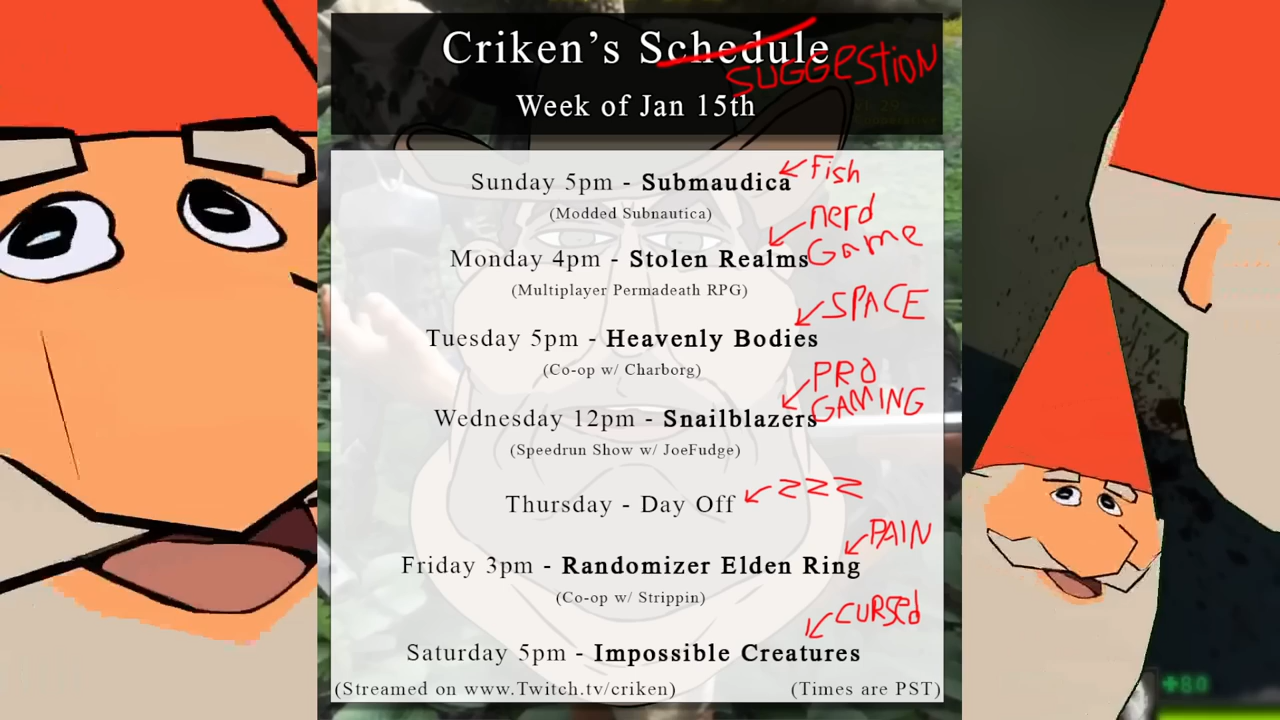 Criken's Schedule
SUGGESTiON
Week of Jan 15th
Sunday 5pm - Submaudica ← Fish
(Modded Subnautica)
nerd
Monday 4pm - Stolen Realms ← Game
(Multiplayer Permadeath RPG)
SPACE
Tuesday 5pm - Heavenly Bodies
(Co-op w/ Charborg)
PRO
GAMING
Wednesday 12pm - Snailblazers
(Speedrun Show w/ JoeFudge)
Thursday - Day Off ← ZZZ
PAIN
Friday 3pm - Randomizer Elden Ring
(Co-op w/ Strippin)
CURSEd
Saturday 5pm - Impossible Creatures
(Streamed on www.Twitch.tv/criken) (Times are PST)
+80